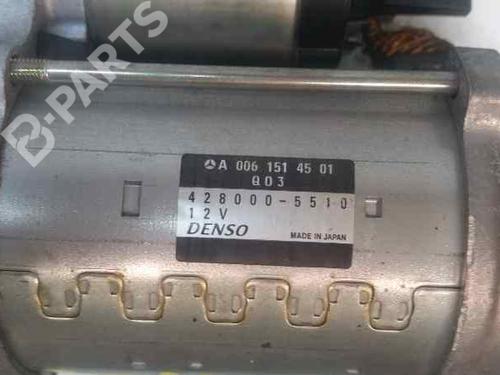 B-PARTS
A 006 151 45 01
Q03
428000-5510
12V
DENSO
MADE IN JAPAN